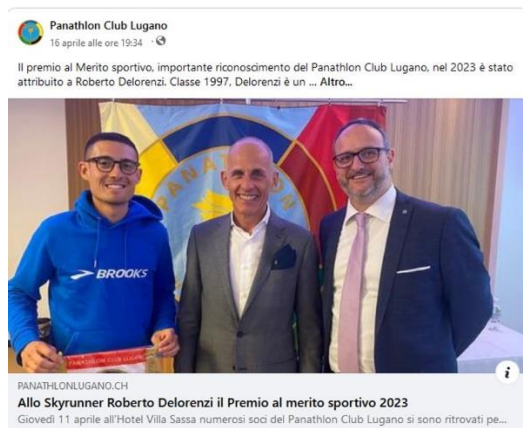 Panathlon Club Lugano
16 aprile alle ore 19:34 ·
Il premio al Merito sportivo, importante riconoscimento del Panathlon Club Lugano, nel 2023 è stato
attribuito a Roberto Delorenzi. Classe 1997, Delorenzi è un ... Altro...
PANATHLON
BROOKS
PANATHLON CLUB LUGANO
PANATHLONLUGANO.CH
Allo Skyrunner Roberto Delorenzi il Premio al merito sportivo 2023
Giovedì 11 aprile all'Hotel Villa Sassa numerosi soci del Panathlon Club Lugano si sono ritrovati pe...